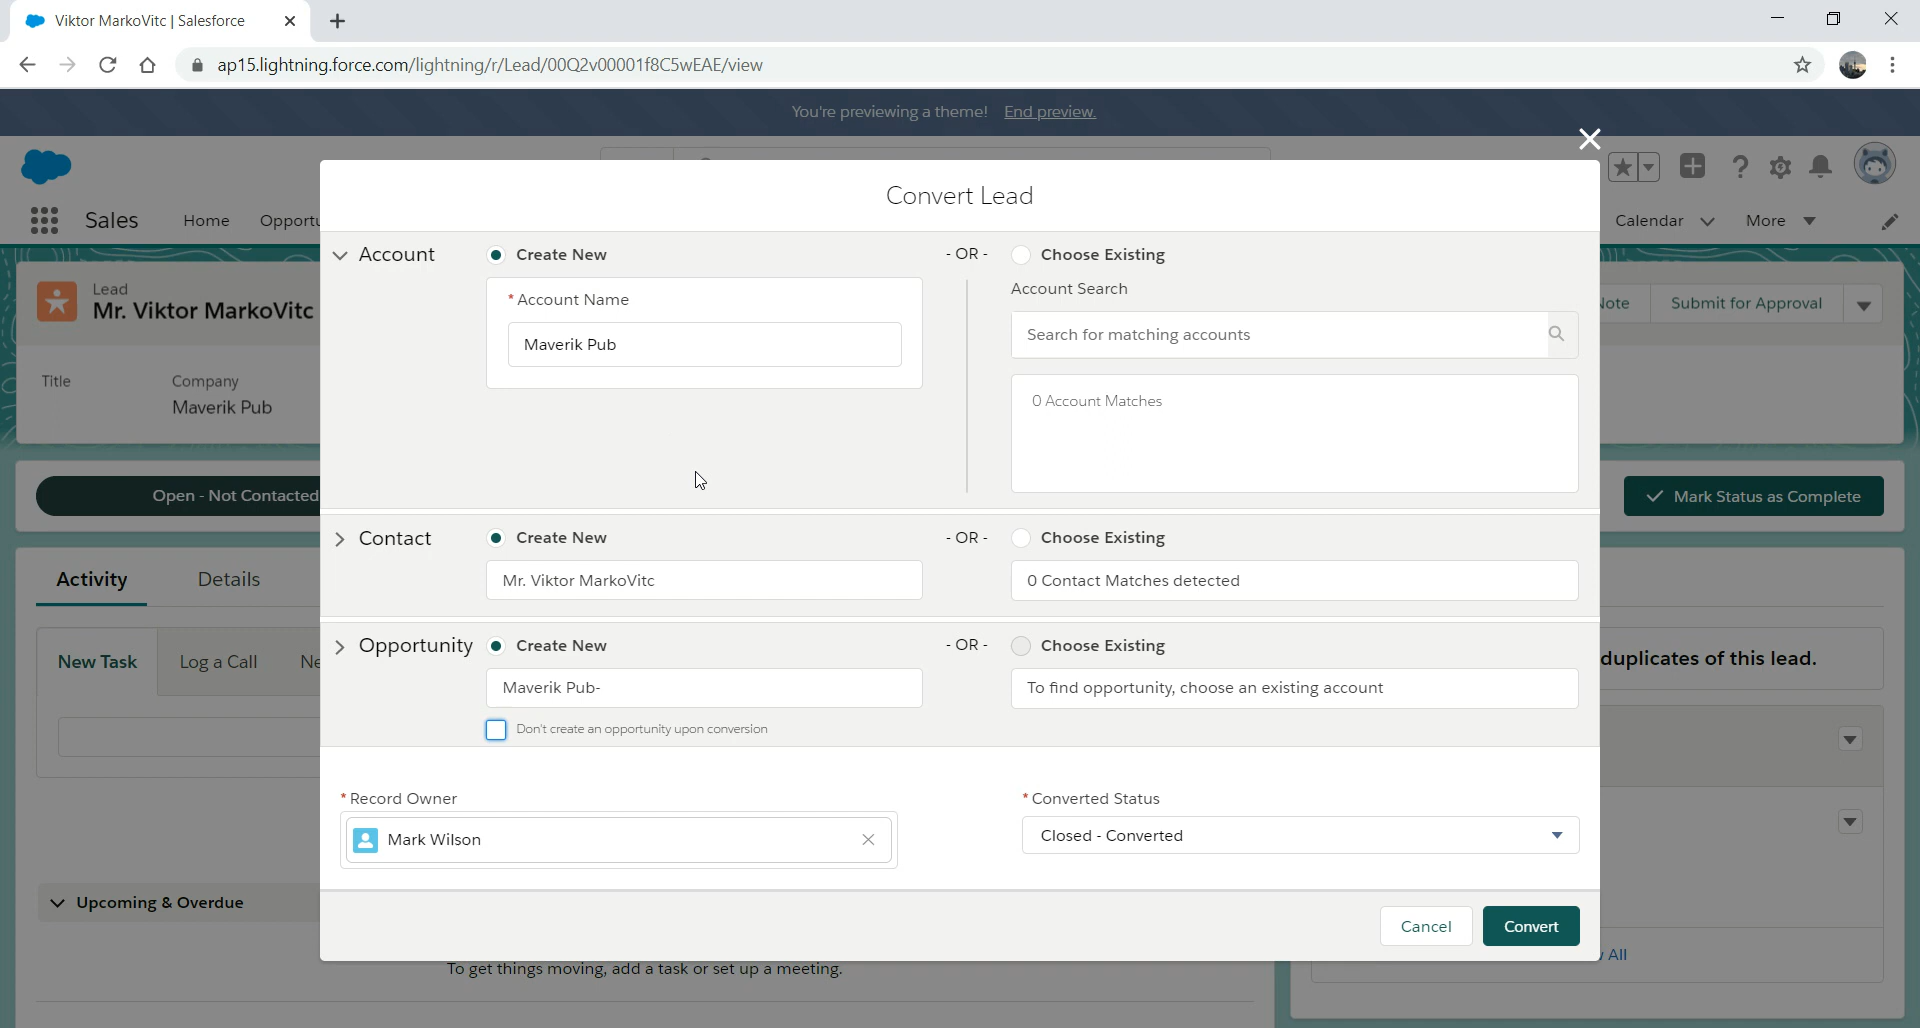 Viktor MarkoVitc | Salesforce
ap15.lightning.force.com/lightning/r/Lead/00Q2v00001f8C5wEAE/view
You're previewing a theme! End preview.
Sales Home Opportu
Calendar More
Convert Lead
Lead
Mr. Viktor MarkoVitc
Title Company
Maverik Pub
Note Submit for Approval
Account Create New - OR - Choose Existing
* Account Name
Maverik Pub
Account Search
Search for matching accounts
0 Account Matches
Open - Not Contacted
Mark Status as Complete
Contact Create New - OR - Choose Existing
Mr. Viktor MarkoVitc 0 Contact Matches detected
Activity Details
Opportunity Create New - OR - Choose Existing
Maverik Pub- To find opportunity, choose an existing account
Don't create an opportunity upon conversion
New Task Log a Call Ne
duplicates of this lead.
* Record Owner * Converted Status
Mark Wilson Closed - Converted
Upcoming & Overdue
Cancel Convert
All
To get things moving, add a task or set up a meeting.